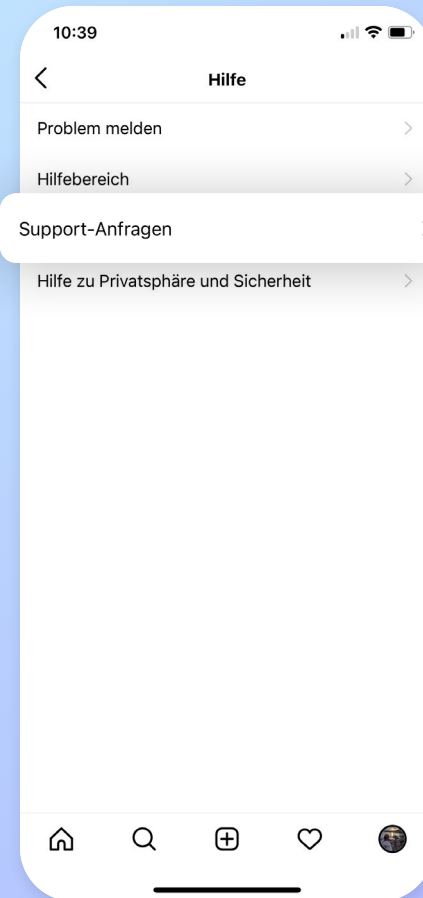 10:39
Hilfe
Problem melden
Hilfebereich
Support-Anfragen
Hilfe zu Privatsphäre und Sicherheit